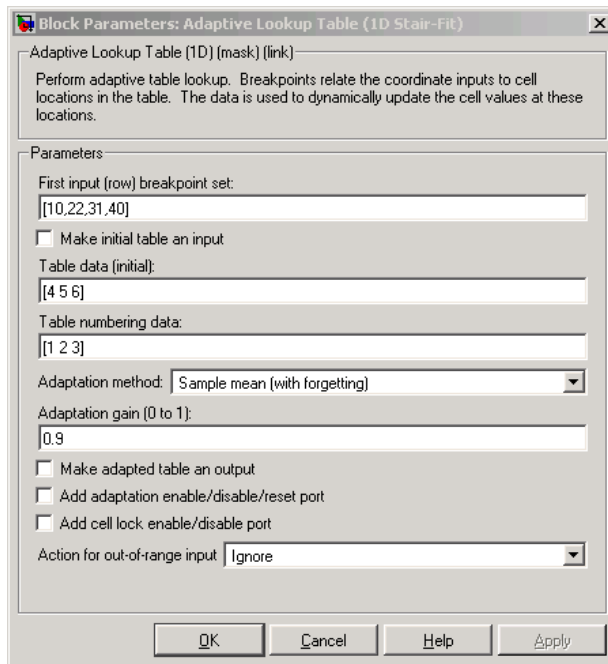 Block Parameters: Adaptive Lookup Table (1D Stair-Fit)
Adaptive Lookup Table (1D) (mask) (link)
Perform adaptive table lookup. Breakpoints relate the coordinate inputs to cell
locations in the table. The data is used to dynamically update the cell values at these
locations.
Parameters
First input (row) breakpoint set:
[10,22,31,40]
Make initial table an input
Table data (initial):
[4 5 6]
Table numbering data:
[1 2 3]
Adaptation method: Sample mean (with forgetting)
Adaptation gain (0 to 1):
0.9
Make adapted table an output
Add adaptation enable/disable/reset port
Add cell lock enable/disable port
Action for out-of-range input Ignore
OK Cancel Help Apply